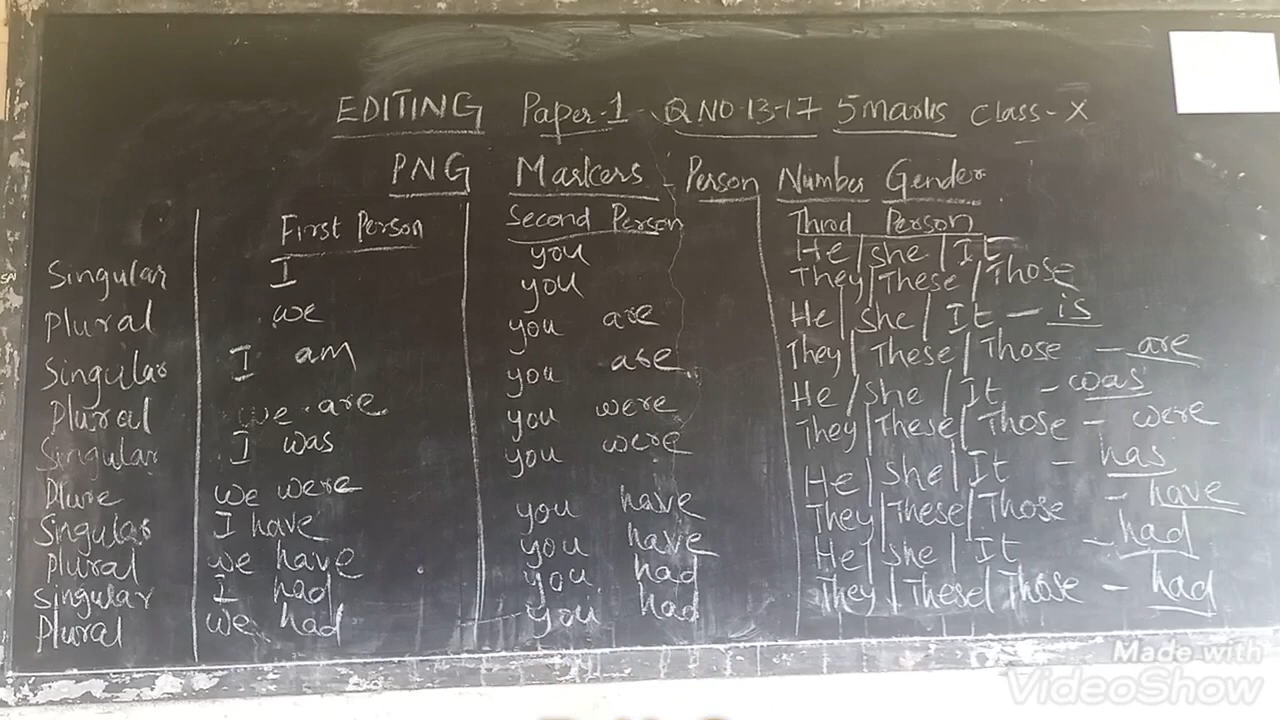 EDITING Paper-1 - Q NO-13-17 5 marks class-X
PNG Markers - Person Number Gender
First Person Second Person Third Person
Singular I you He/she/It
Plural we you They/These/Those
Singular I am you are He/she/It - is
Plural we are you are They/These/Those - are
Singular I was you were He/she/It - was
Plure we were you were They/These/Those - were
Singular I have you have He/she/It - has
Plural we have you have They/These/Those - have
Singular I had you had He/she/It - had
Plural we had you had They/These/Those - had
Made with
VideoShow